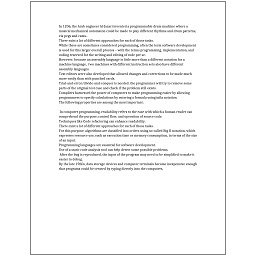 In 1206, the Arab engineer Al-Jazari invented a programmable drum machine where a
musical mechanical automaton could be made to play different rhythms and drum patterns,
via pegs and cams.
There exist a lot of different approaches for each of those tasks.
While these are sometimes considered programming, often the term software development
is used for this larger overall process – with the terms programming, implementation, and
coding reserved for the writing and editing of code per se.
However, because an assembly language is little more than a different notation for a
machine language, two machines with different instruction sets also have different
assembly languages.
Text editors were also developed that allowed changes and corrections to be made much
more easily than with punched cards.
Trial-and-error/divide-and-conquer is needed: the programmer will try to remove some
parts of the original test case and check if the problem still exists.
Compilers harnessed the power of computers to make programming easier by allowing
programmers to specify calculations by entering a formula using infix notation.
The following properties are among the most important:
In computer programming, readability refers to the ease with which a human reader can
comprehend the purpose, control flow, and operation of source code.
Techniques like Code refactoring can enhance readability.
There exist a lot of different approaches for each of those tasks.
For this purpose, algorithms are classified into orders using so-called Big O notation, which
expresses resource use, such as execution time or memory consumption, in terms of the size
of an input.
Programming languages are essential for software development.
Use of a static code analysis tool can help detect some possible problems.
After the bug is reproduced, the input of the program may need to be simplified to make it
easier to debug.
By the late 1960s, data storage devices and computer terminals became inexpensive enough
that programs could be created by typing directly into the computers.